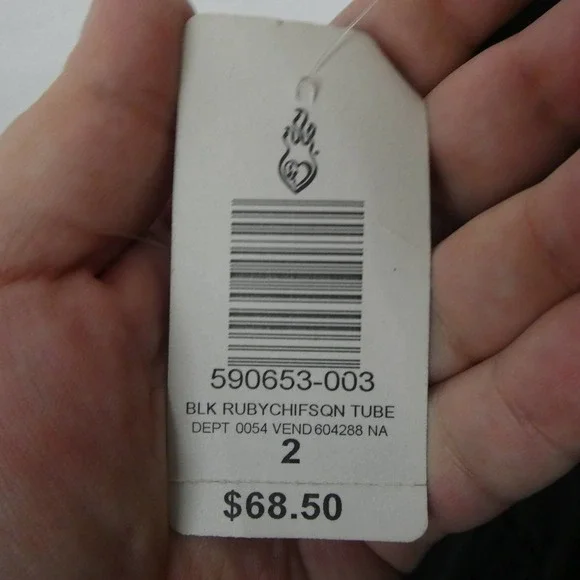 590653-003
BLK RUBYCHIFSQN TUBE
DEPT 0054 VEND 604288 NA
2
$68.50